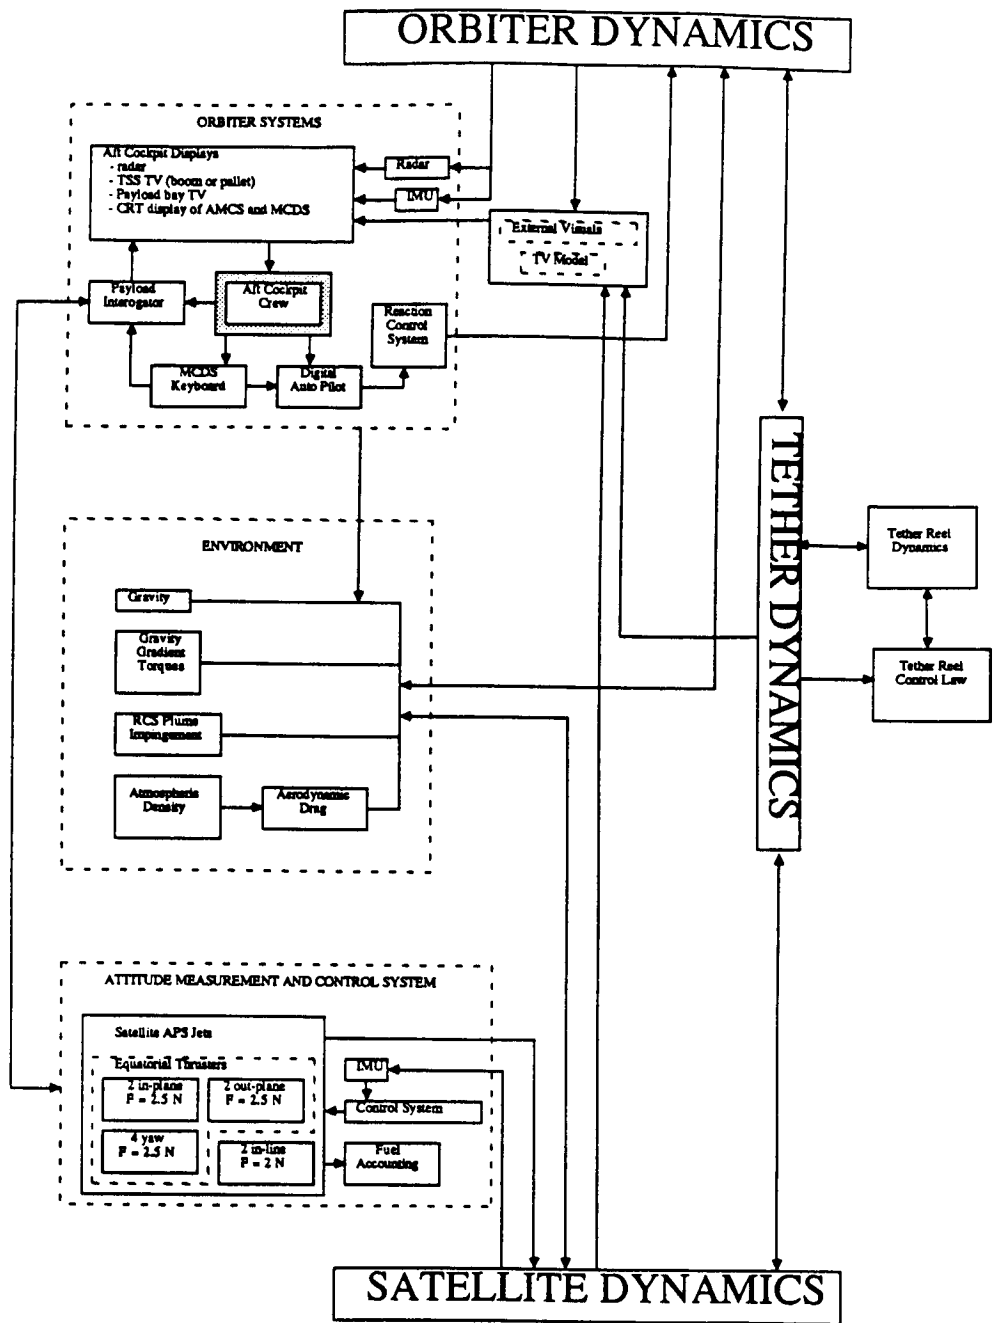 ORBITER DYNAMICS
ORBITER SYSTEMS
Aft Cockpit Displays
- radar
- TSS TV (boom or pallet)
- Payload bay TV
- CRT display of AMCS and MCDS
Radar
IMU
External Visuals
TV Model
Payload
Interogator
Aft Cockpit
Crew
Reaction
Control
System
MCDS
Keyboard
Digital
Auto Pilot
TETHER DYNAMICS
Tether Reel
Dynamics
Tether Reel
Control Law
ENVIRONMENT
Gravity
Gravity
Gradient
Torques
RCS Plume
Impingement
Atmospheric
Density
Aerodynamic
Drag
ATTITUDE MEASUREMENT AND CONTROL SYSTEM
Satellite APS Jets
Equatorial Thrusters
2 in-plane
F = 2.5 N
2 out-plane
F = 2.5 N
4 yaw
F = 2.5 N
2 in-line
F = 2 N
IMU
Control System
Fuel
Accounting
SATELLITE DYNAMICS